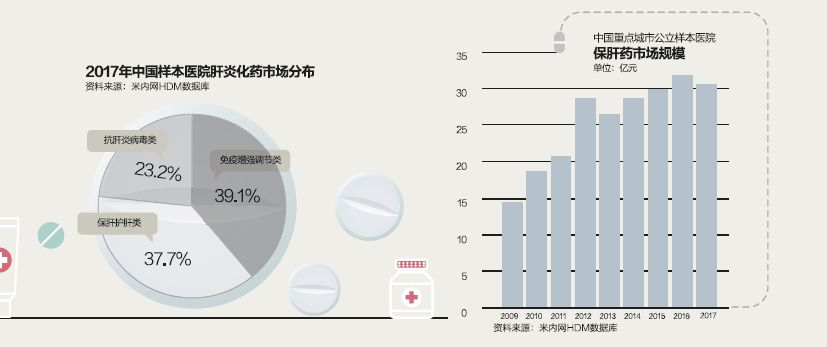 2017年中国样本医院肝炎化药市场分布
资料来源：米内网HDM数据库
抗肝炎病毒类
23.2%
免疫增强调节类
39.1%
保肝护肝类
37.7%
中国重点城市公立样本医院
保肝药市场规模
单位：亿元
35
30
25
20
15
10
5
0
2009 2010 2011 2012 2013 2014 2015 2016 2017
资料来源：米内网HDM数据库